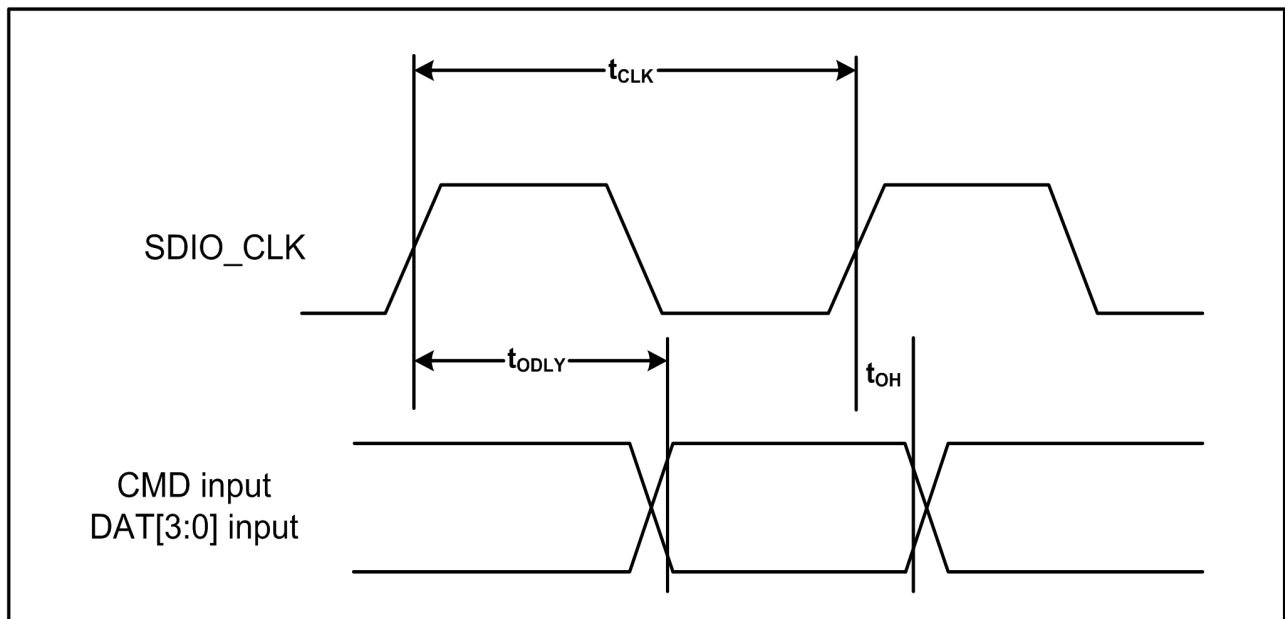 tCLK
SDIO_CLK
tODLY
tOH
CMD input
DAT[3:0] input